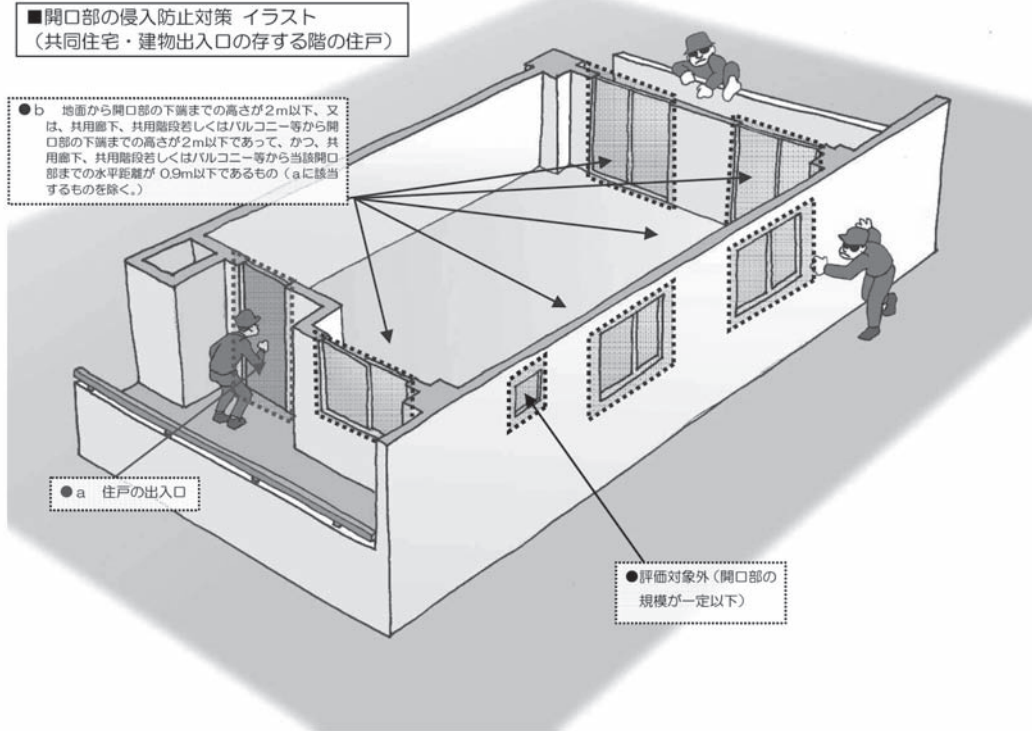 ■開口部の侵入防止対策 イラスト
（共同住宅・建物出入口の存する階の住戸）
●b 地面から開口部の下端までの高さが2m以下、又
は、共用廊下、共用階段若しくはバルコニー等から開
口部の下端までの高さが2m以下であって、かつ、共
用廊下、共用階段若しくはバルコニー等から当該開口
部までの水平距離が 0.9m以下であるもの（aに該
当するものを除く。）
●a 住戸の出入口
●評価対象外（開口部の
規模が一定以下）